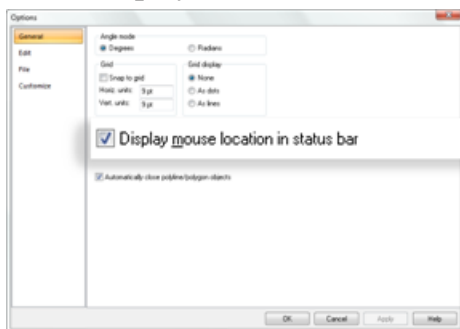 Options
General
Edit
File
Customize
Angle mode
Degrees
Radians
Grid
Snap to grid
Horiz. units: 9 pt
Vert. units: 9 pt
Grid display
None
As dots
As lines
Display mouse location in status bar
Automatically close polyline/polygon objects
OK
Cancel
Apply
Help